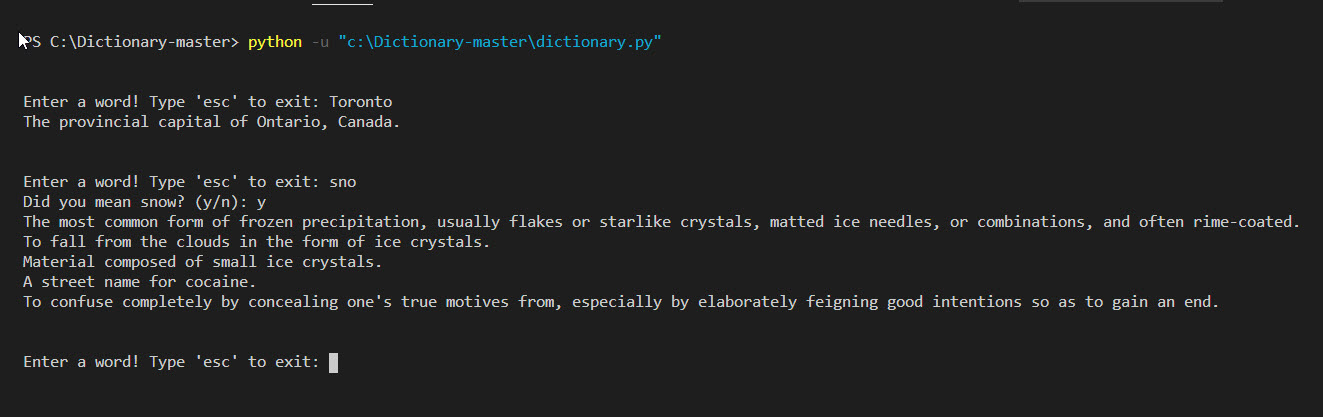 PS C:\Dictionary-master> python -u "c:\Dictionary-master\dictionary.py"
Enter a word! Type 'esc' to exit: Toronto
The provincial capital of Ontario, Canada.
Enter a word! Type 'esc' to exit: sno
Did you mean snow? (y/n): y
The most common form of frozen precipitation, usually flakes or starlike crystals, matted ice needles, or combinations, and often rime-coated.
To fall from the clouds in the form of ice crystals.
Material composed of small ice crystals.
A street name for cocaine.
To confuse completely by concealing one's true motives from, especially by elaborately feigning good intentions so as to gain an end.
Enter a word! Type 'esc' to exit: